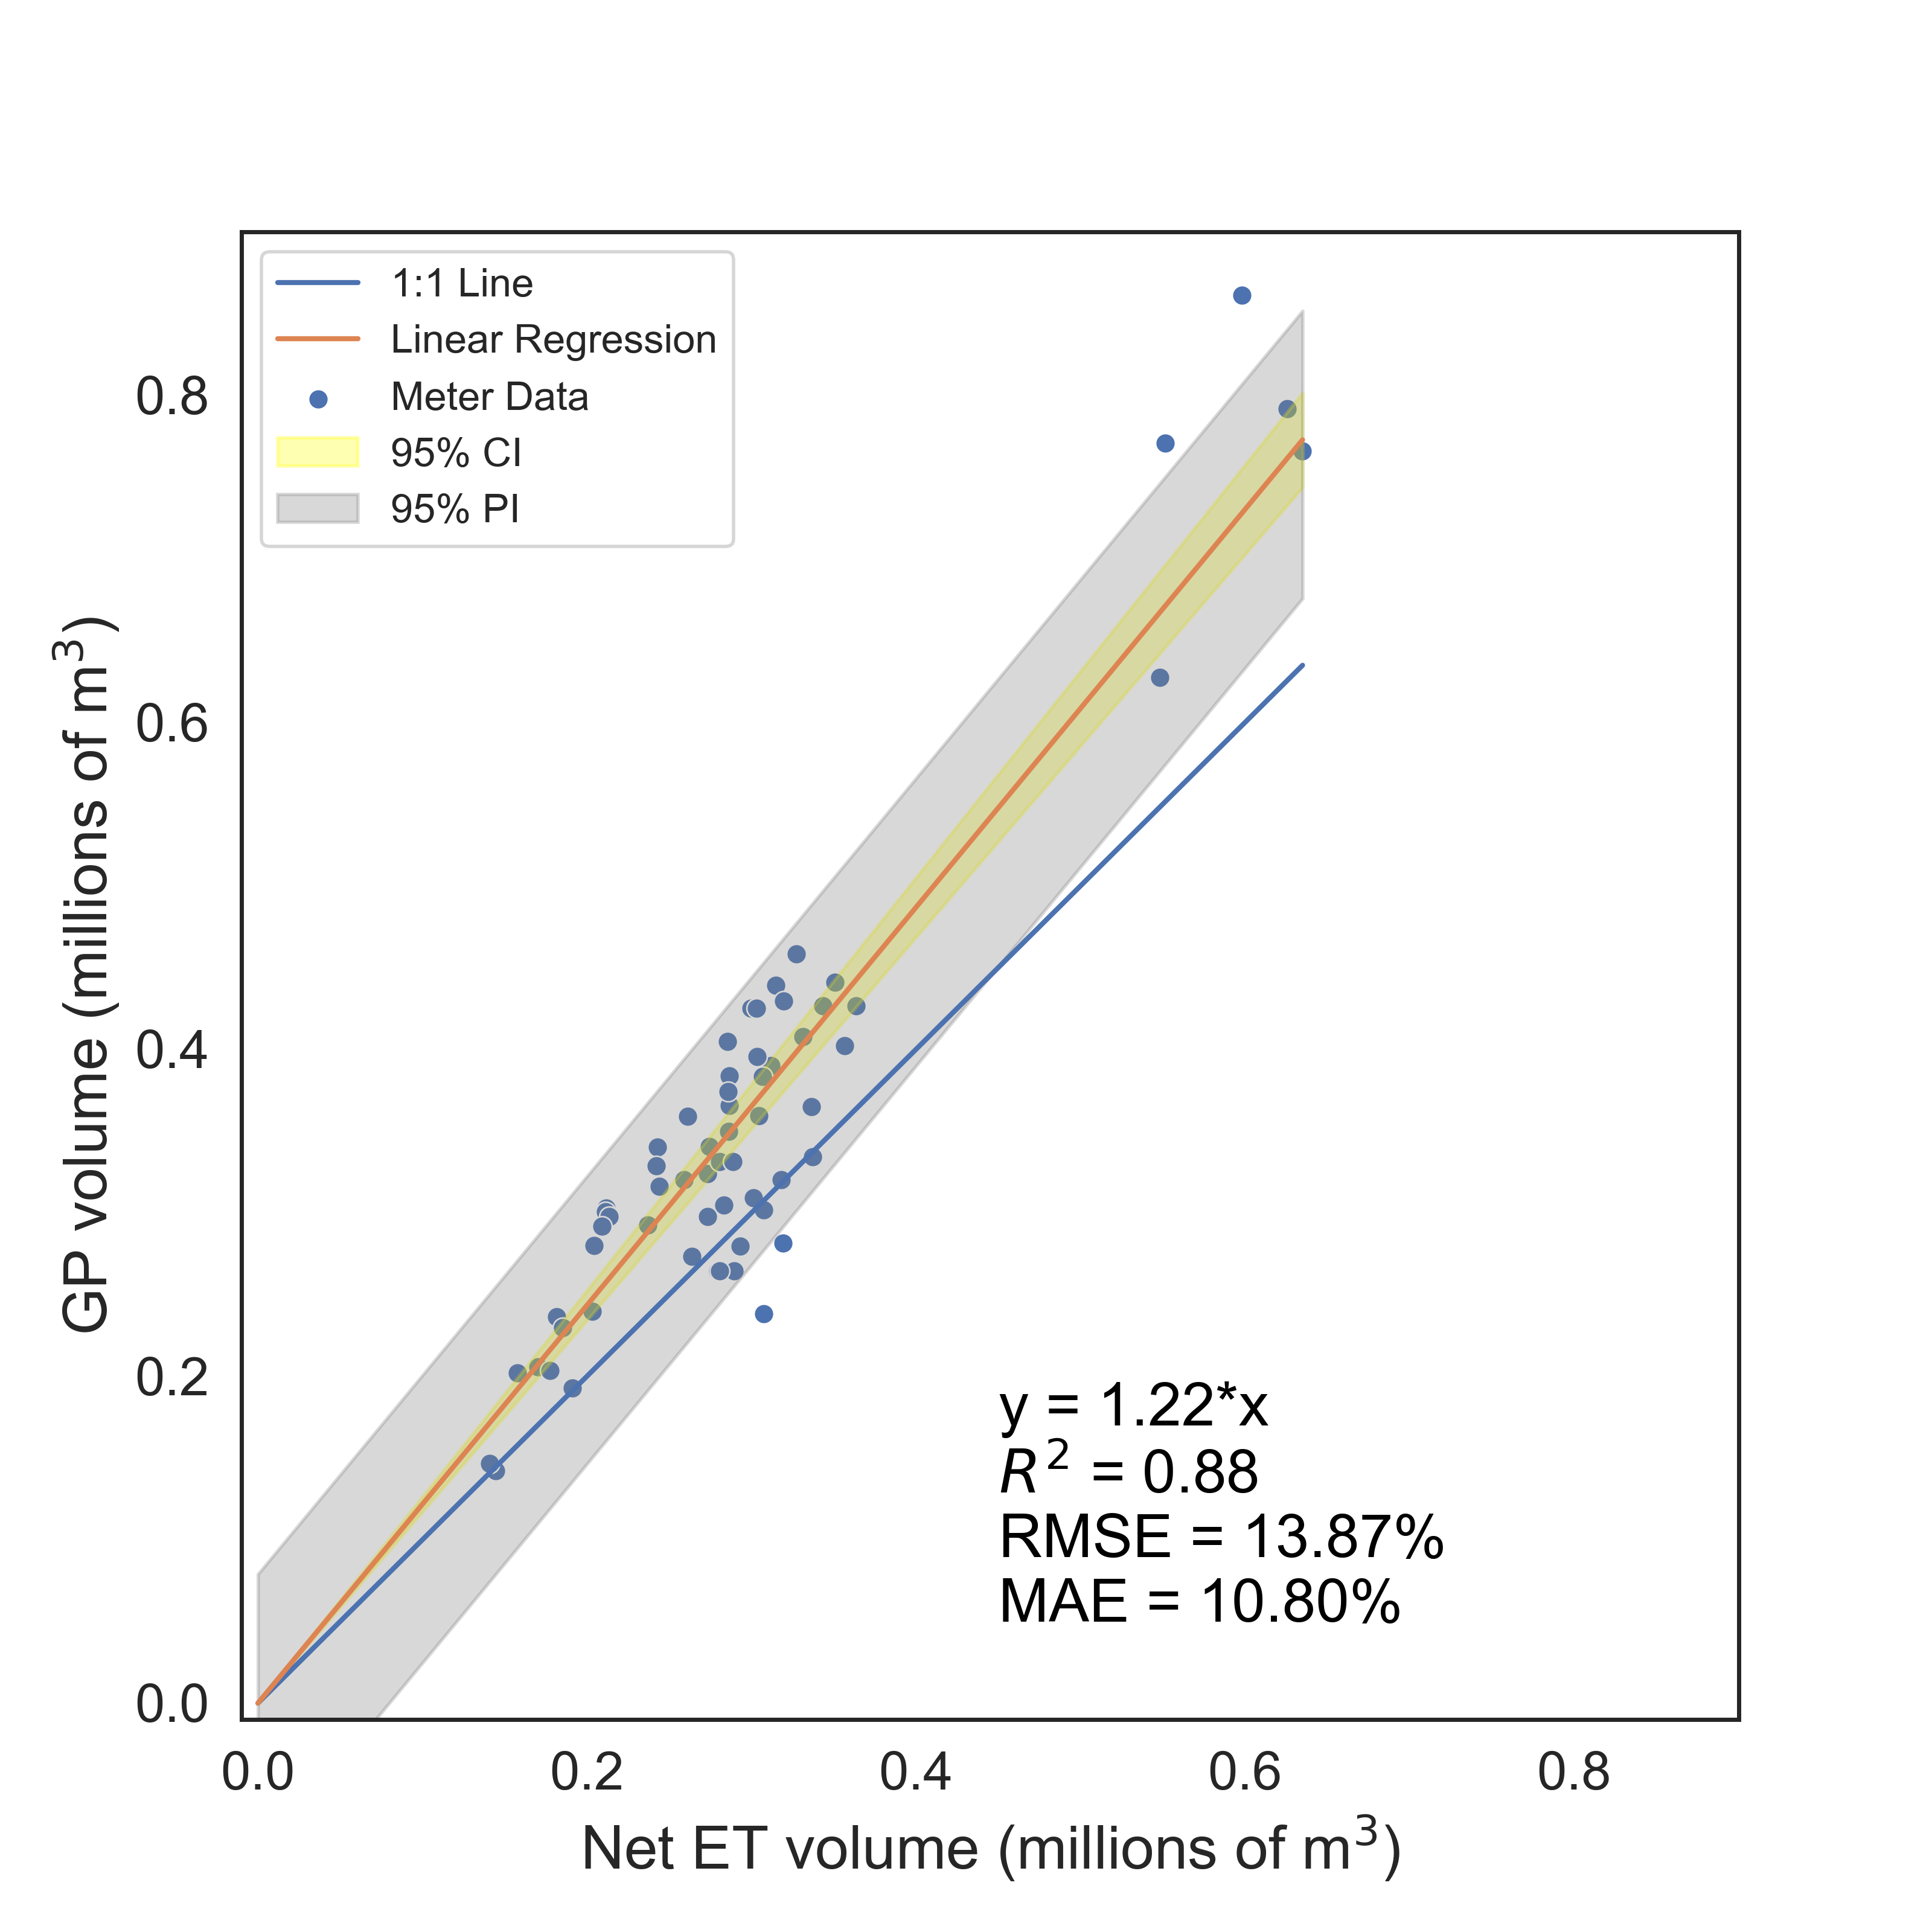 1:1 Line
Linear Regression
Meter Data
95% CI
95% PI
0.8
0.6
0.4
0.2
0.0
GP volume (millions of m³)
y = 1.22*x
R² = 0.88
RMSE = 13.87%
MAE = 10.80%
0.0 0.2 0.4 0.6 0.8
Net ET volume (millions of m³)